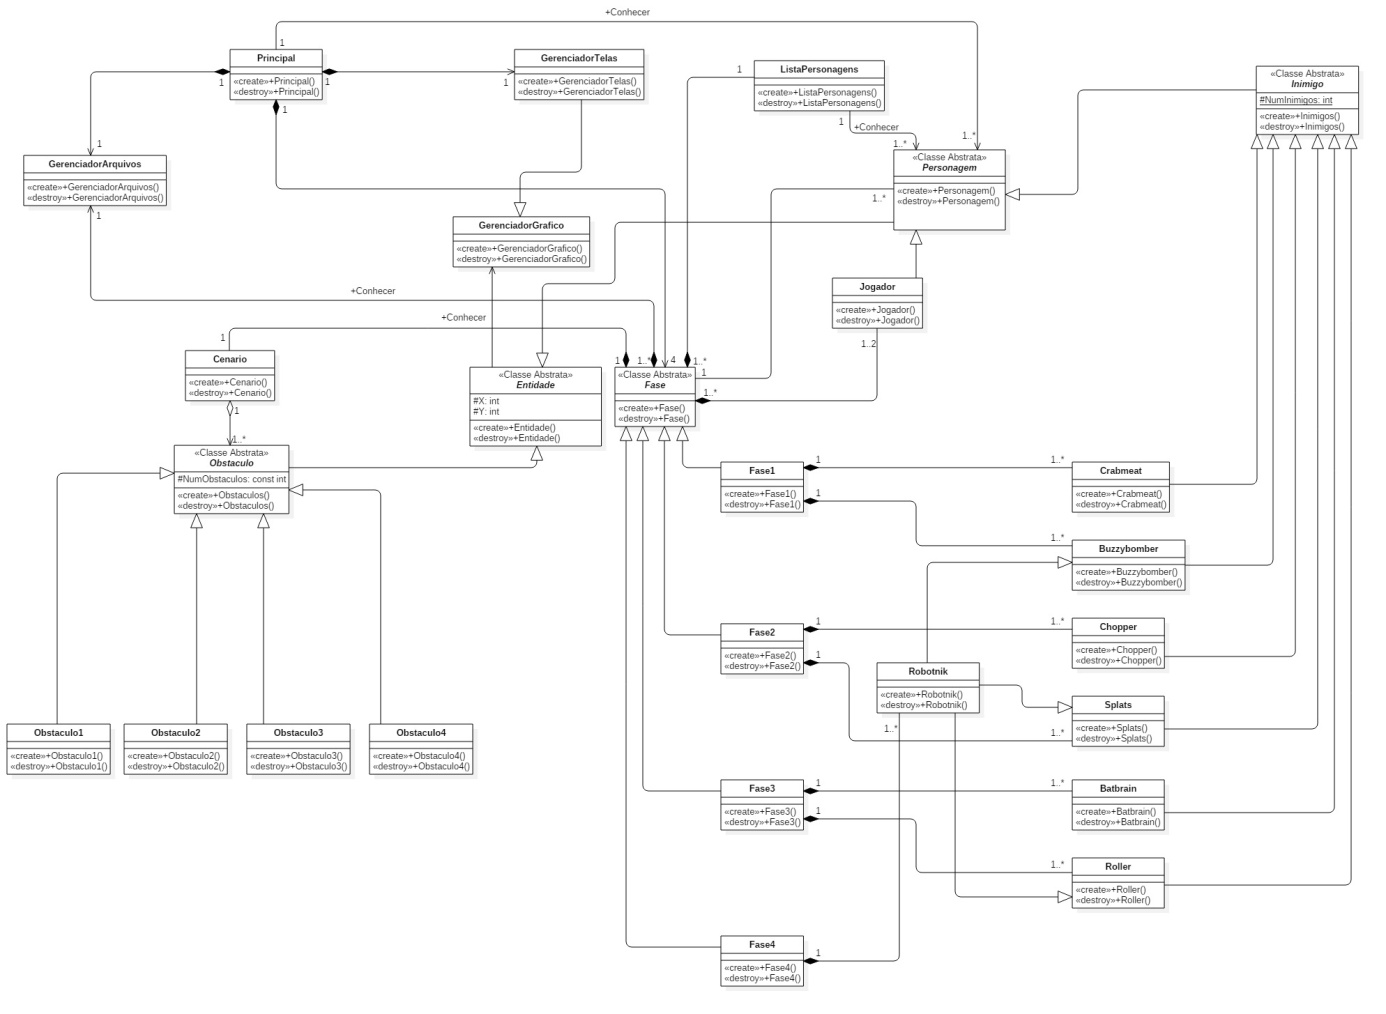 +Conhecer
1
Principal
«create»+Principal()
«destroy»+Principal()
1
1
1
1
GerenciadorTelas
«create»+GerenciadorTelas()
«destroy»+GerenciadorTelas()
1
ListaPersonagens
«create»+ListaPersonagens()
«destroy»+ListaPersonagens()
1
+Conhecer
1..*
1..*
«Classe Abstrata»
Inimigo
#NumInimigos: int
«create»+Inimigos()
«destroy»+Inimigos()
1
GerenciadorArquivos
«create»+GerenciadorArquivos()
«destroy»+GerenciadorArquivos()
1
«Classe Abstrata»
Personagem
«create»+Personagem()
«destroy»+Personagem()
1..*
GerenciadorGrafico
«create»+GerenciadorGrafico()
«destroy»+GerenciadorGrafico()
+Conhecer
Jogador
«create»+Jogador()
«destroy»+Jogador()
1..2
+Conhecer
1
Cenario
«create»+Cenario()
«destroy»+Cenario()
1
1..*
1
1..*
4
1..*
1
1..*
«Classe Abstrata»
Entidade
#X: int
#Y: int
«create»+Entidade()
«destroy»+Entidade()
«Classe Abstrata»
Fase
«create»+Fase()
«destroy»+Fase()
«Classe Abstrata»
Obstaculo
#NumObstaculos: const int
«create»+Obstaculos()
«destroy»+Obstaculos()
Fase1
«create»+Fase1()
«destroy»+Fase1()
1
1..*
1
1..*
Crabmeat
«create»+Crabmeat()
«destroy»+Crabmeat()
Buzzybomber
«create»+Buzzybomber()
«destroy»+Buzzybomber()
Fase2
«create»+Fase2()
«destroy»+Fase2()
1
1..*
1
1..*
Chopper
«create»+Chopper()
«destroy»+Chopper()
Robotnik
«create»+Robotnik()
«destroy»+Robotnik()
1..*
Splats
«create»+Splats()
«destroy»+Splats()
Obstaculo1
«create»+Obstaculo1()
«destroy»+Obstaculo1()
Obstaculo2
«create»+Obstaculo2()
«destroy»+Obstaculo2()
Obstaculo3
«create»+Obstaculo3()
«destroy»+Obstaculo3()
Obstaculo4
«create»+Obstaculo4()
«destroy»+Obstaculo4()
Fase3
«create»+Fase3()
«destroy»+Fase3()
1
1..*
1
1..*
Batbrain
«create»+Batbrain()
«destroy»+Batbrain()
Roller
«create»+Roller()
«destroy»+Roller()
Fase4
«create»+Fase4()
«destroy»+Fase4()
1